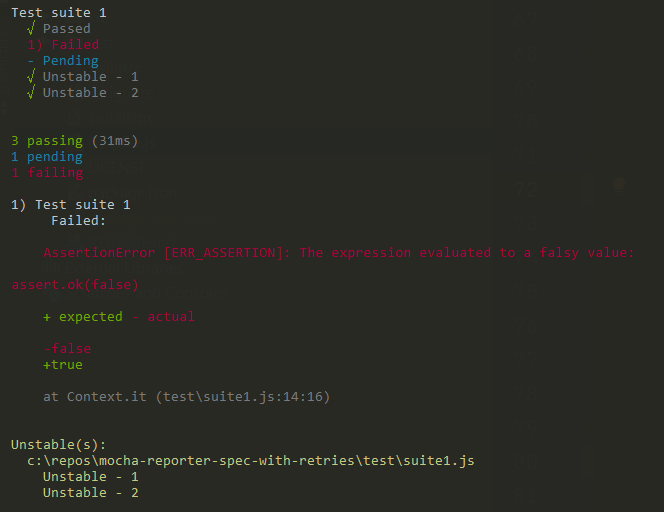 Test suite 1
√ Passed
1) Failed
- Pending
√ Unstable - 1
√ Unstable - 2
3 passing (31ms)
1 pending
1 failing
1) Test suite 1
Failed:
AssertionError [ERR_ASSERTION]: The expression evaluated to a falsy value:
assert.ok(false)
+ expected - actual
-false
+true
at Context.it (test\suite1.js:14:16)
Unstable(s):
c:\repos\mocha-reporter-spec-with-retries\test\suite1.js
Unstable - 1
Unstable - 2